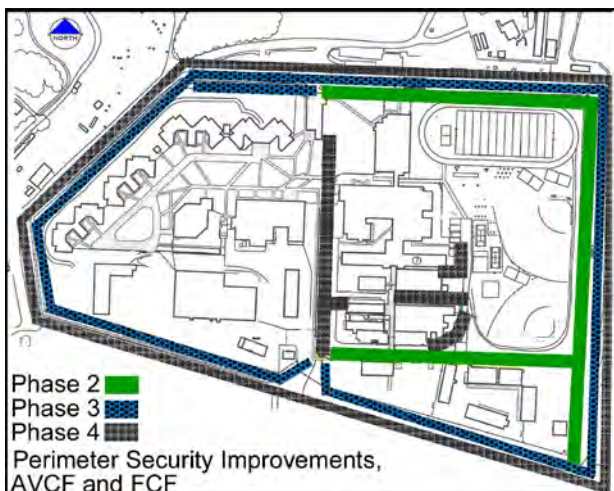 NORTH
Phase 2
Phase 3
Phase 4
Perimeter Security Improvements,
AVCF and FCF